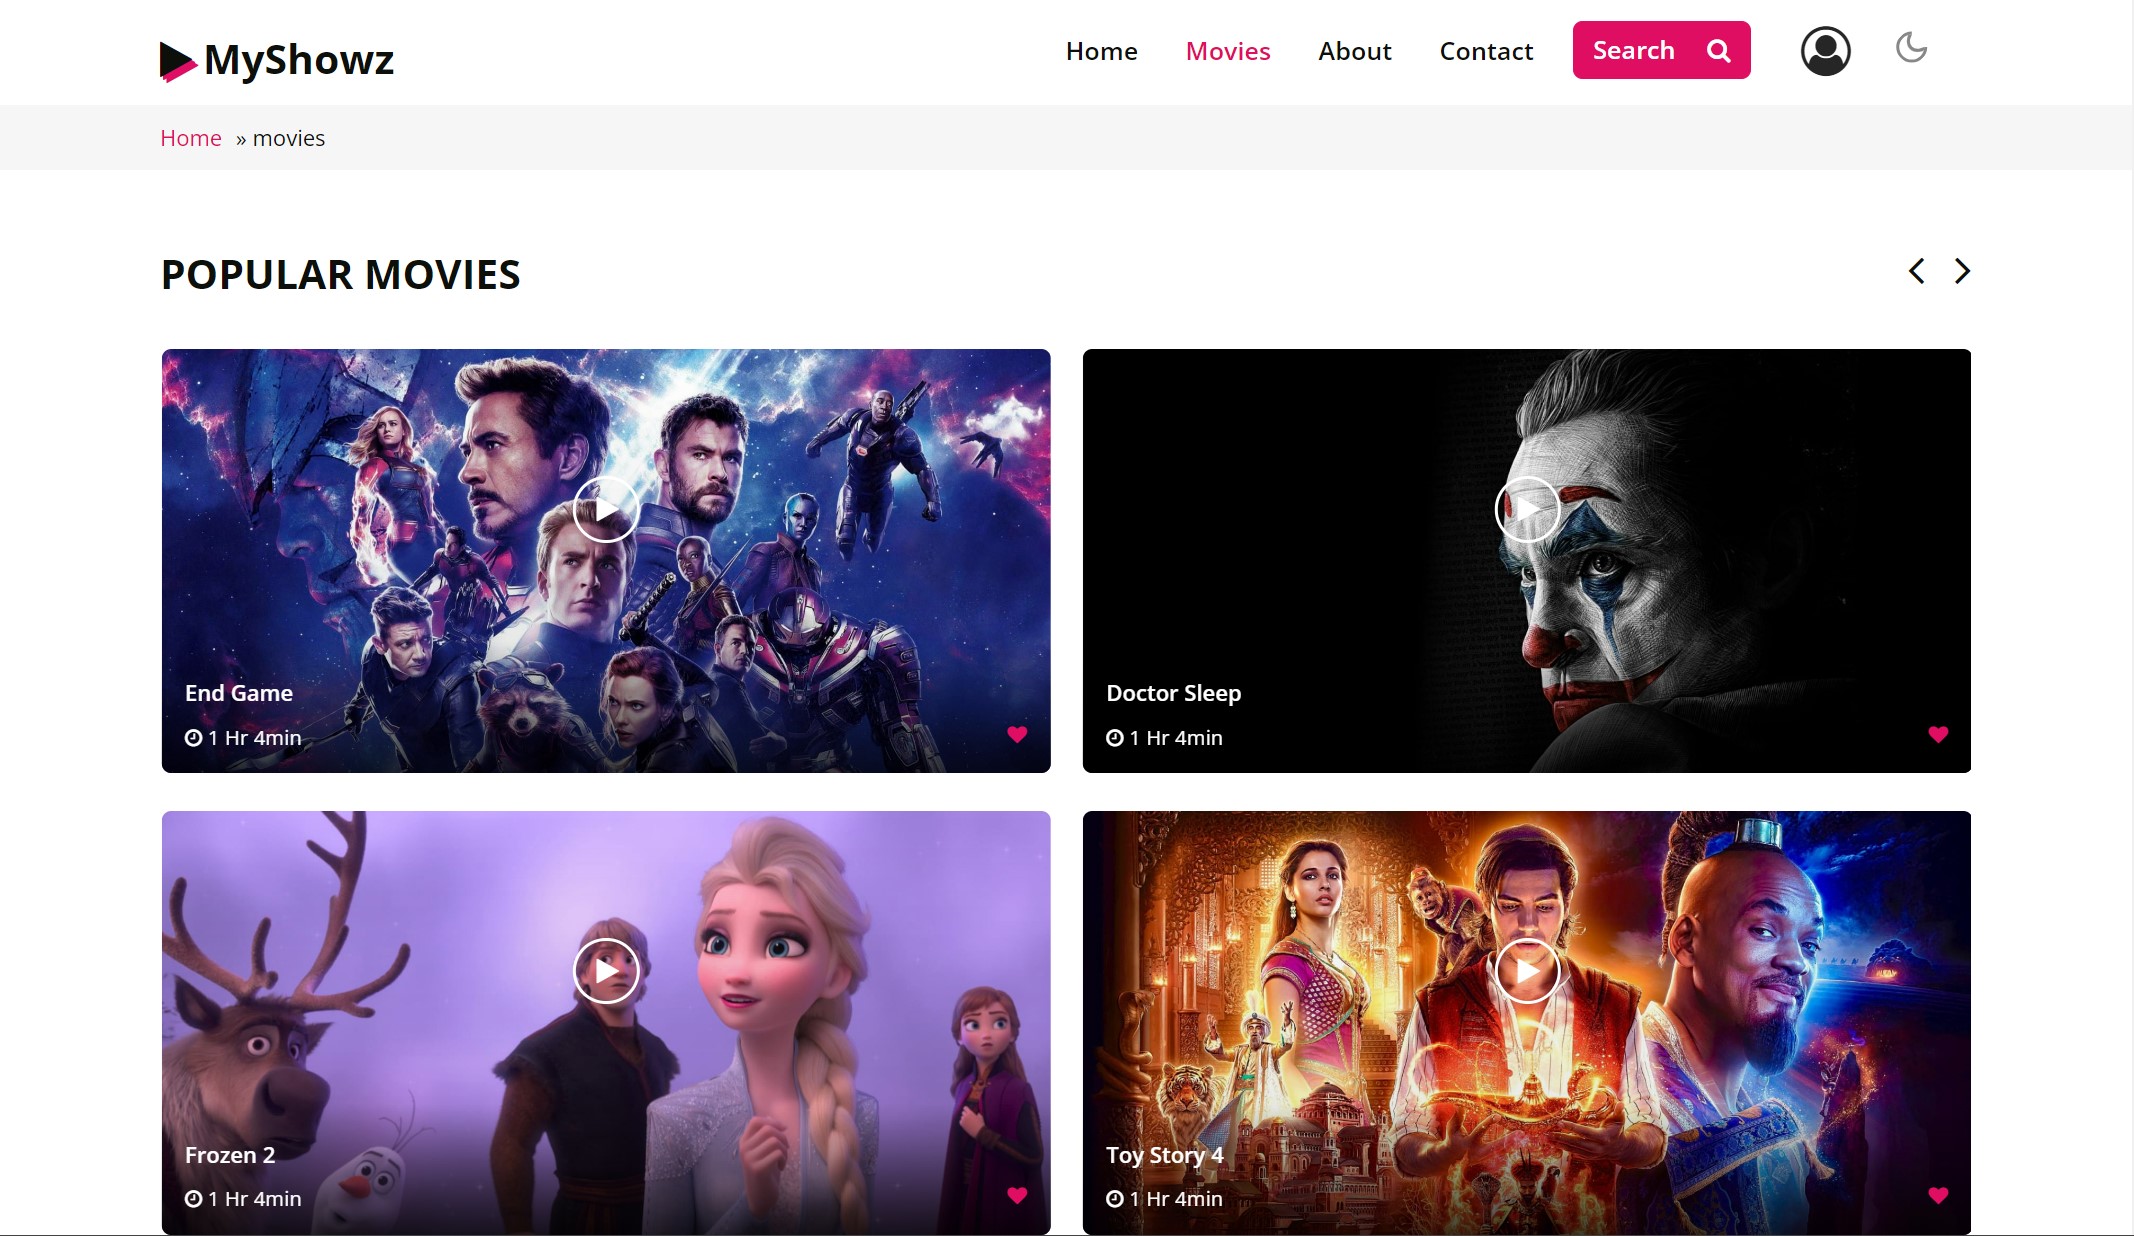 MyShowz
Home Movies About Contact Search
Home » movies
POPULAR MOVIES
End Game
1 Hr 4min
Doctor Sleep
1 Hr 4min
Frozen 2
1 Hr 4min
Toy Story 4
1 Hr 4min